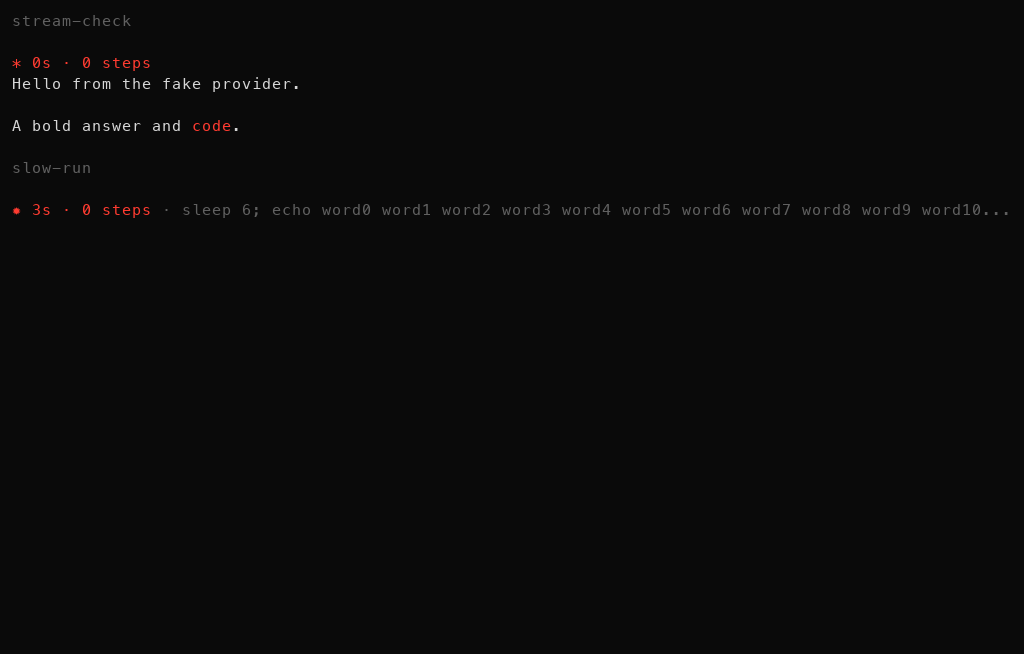 stream-check
* 0s · 0 steps
Hello from the fake provider.
A bold answer and code.
slow-run
✹ 3s · 0 steps · sleep 6; echo word0 word1 word2 word3 word4 word5 word6 word7 word8 word9 word10...